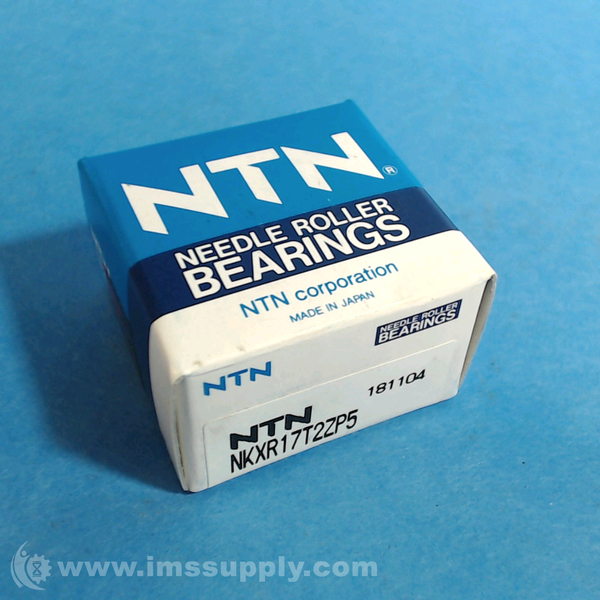 NTN®
NEEDLE ROLLER
BEARINGS
NTN corporation
MADE IN JAPAN
NTN
NEEDLE ROLLER
BEARINGS
NTN
181104
NKXR17T2ZP5
www.imssupply.com